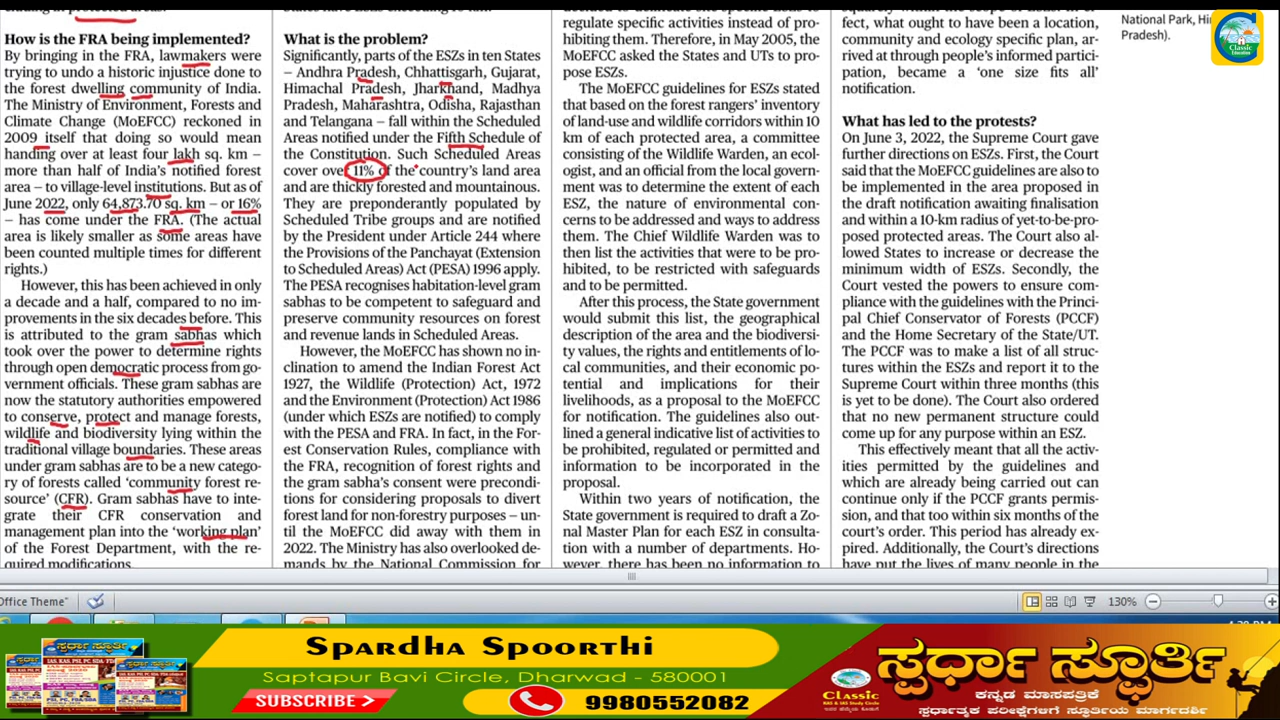 How is the FRA being implemented?
By bringing in the FRA, lawmakers were
trying to undo a historic injustice done to
the forest dwelling community of India.
The Ministry of Environment, Forests and
Climate Change (MoEFCC) reckoned in
2009 itself that doing so would mean
handing over at least four lakh sq. km –
more than half of India's notified forest
area – to village-level institutions. But as of
June 2022, only 64,873.70 sq. km – or 16%
– has come under the FRA. (The actual
area is likely smaller as some areas have
been counted multiple times for different
rights.)
However, this has been achieved in only
a decade and a half, compared to no im-
provements in the six decades before. This
is attributed to the gram sabhas which
took over the power to determine rights
through open democratic process from go-
vernment officials. These gram sabhas are
now the statutory authorities empowered
to conserve, protect and manage forests,
wildlife and biodiversity lying within the
traditional village boundaries. These areas
under gram sabhas are to be a new catego-
ry of forests called 'community forest re-
source' (CFR). Gram sabhas have to inte-
grate their CFR conservation and
management plan into the 'working plan'
of the Forest Department, with the re-
quired modifications.
What is the problem?
Significantly, parts of the ESZs in ten States
– Andhra Pradesh, Chhattisgarh, Gujarat,
Himachal Pradesh, Jharkhand, Madhya
Pradesh, Maharashtra, Odisha, Rajasthan
and Telangana – fall within the Scheduled
Areas notified under the Fifth Schedule of
the Constitution. Such Scheduled Areas
cover over 11% of the country's land area
and are thickly forested and mountainous.
They are preponderantly populated by
Scheduled Tribe groups and are notified
by the President under Article 244 where
the Provisions of the Panchayat (Extension
to Scheduled Areas) Act (PESA) 1996 apply.
The PESA recognises habitation-level gram
sabhas to be competent to safeguard and
preserve community resources on forest
and revenue lands in Scheduled Areas.
However, the MoEFCC has shown no in-
clination to amend the Indian Forest Act
1927, the Wildlife (Protection) Act, 1972
and the Environment (Protection) Act 1986
(under which ESZs are notified) to comply
with the PESA and FRA. In fact, in the For-
est Conservation Rules, compliance with
the FRA, recognition of forest rights and
the gram sabha's consent were precondi-
tions for considering proposals to divert
forest land for non-forestry purposes – un-
til the MoEFCC did away with them in
2022. The Ministry has also overlooked de-
mands by the National Commission for
regulate specific activities instead of pro-
hibiting them. Therefore, in May 2005, the
MoEFCC asked the States and UTs to pro-
pose ESZs.
The MoEFCC guidelines for ESZs stated
that based on the forest rangers' inventory
of land-use and wildlife corridors within 10
km of each protected area, a committee
consisting of the Wildlife Warden, an ecol-
ogist, and an official from the local govern-
ment was to determine the extent of each
ESZ, the nature of environmental con-
cerns to be addressed and ways to address
them. The Chief Wildlife Warden was to
then list the activities that were to be pro-
hibited, to be restricted with safeguards
and to be permitted.
After this process, the State government
would submit this list, the geographical
description of the area and the biodiversi-
ty values, the rights and entitlements of lo-
cal communities, and their economic po-
tential and implications for their
livelihoods, as a proposal to the MoEFCC
for notification. The guidelines also out-
lined a general indicative list of activities to
be prohibited, regulated or permitted and
information to be incorporated in the
proposal.
Within two years of notification, the
State government is required to draft a Zo-
nal Master Plan for each ESZ in consulta-
tion with a number of departments. Ho-
wever, there has been no information to
fect, what ought to have been a location,
community and ecology specific plan, ar-
rived at through people's informed partici-
pation, became a 'one size fits all'
notification.
What has led to the protests?
On June 3, 2022, the Supreme Court gave
further directions on ESZs. First, the Court
said that the MoEFCC guidelines are also to
be implemented in the area proposed in
the draft notification awaiting finalisation
and within a 10-km radius of yet-to-be-pro-
posed protected areas. The Court also al-
lowed States to increase or decrease the
minimum width of ESZs. Secondly, the
Court vested the powers to ensure com-
pliance with the guidelines with the Princi-
pal Chief Conservator of Forests (PCCF)
and the Home Secretary of the State/UT.
The PCCF was to make a list of all struc-
tures within the ESZs and report it to the
Supreme Court within three months (this
is yet to be done). The Court also ordered
that no new permanent structure could
come up for any purpose within an ESZ.
This effectively meant that all the activ-
ities permitted by the guidelines and
which are already being carried out can
continue only if the PCCF grants permis-
sion, and that too within six months of the
court's order. This period has already ex-
pired. Additionally, the Court's directions
have put the lives of many people in the
National Park, Hi
Pradesh).
Classic
Education
Office Theme"
130%
Spardha Spoorthi
Saptapur Bavi Circle, Dharwad - 580001
SUBSCRIBE
9980552082
ಸ್ಪರ್ಧಾ ಸ್ಫೂರ್ತಿ
ಕನ್ನಡ ಮಾಸಪತ್ರಿಕೆ
ಸ್ಪರ್ಧಾತ್ಮಕ ಪರೀಕ್ಷೆಗಳಿಗೆ ಸ್ಫೂರ್ತಿಯ ಮಾರ್ಗದರ್ಶಿ
Classic